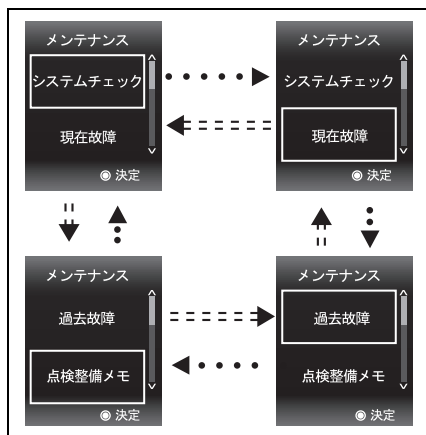 メンテナンス
システムチェック
現在故障
◉ 決定
メンテナンス
システムチェック
現在故障
◉ 決定
メンテナンス
過去故障
点検整備メモ
◉ 決定
メンテナンス
過去故障
点検整備メモ
◉ 決定